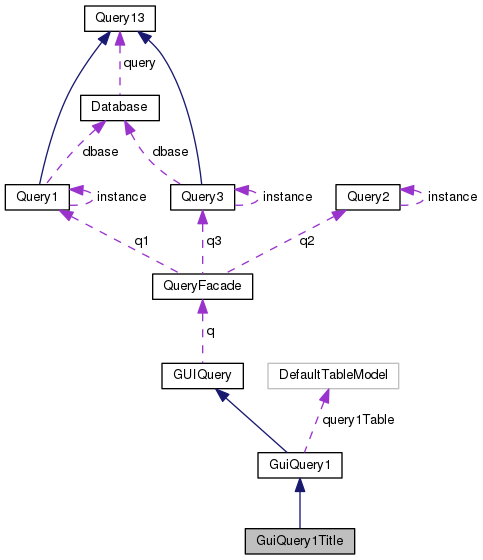 Query13
query
Database
dbase
dbase
Query1
instance
Query3
instance
Query2
instance
q1
q3
q2
QueryFacade
q
GUIQuery
DefaultTableModel
query1Table
GuiQuery1
GuiQuery1Title